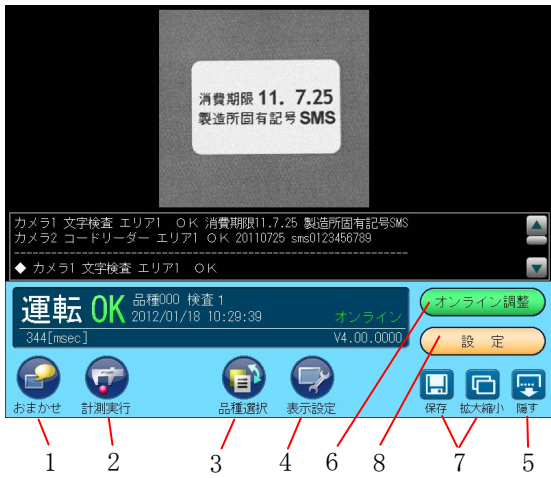 消費期限 11. 7.25
製造所固有記号 SMS
カメラ1 文字検査 エリア1 OK 消費期限11.7.25 製造所固有記号SMS
カメラ2 コードリーダー エリア1 OK 20110725 sms0123456789
------------------------------------------------------------
◆ カメラ1 文字検査 エリア1 OK
運転 OK 品種000 検査 1
2012/01/18 10:29:39 オンライン
344[msec] V4.00.0000
オンライン調整
設 定
おまかせ 計測実行 品種選択 表示設定 保存 拡大縮小 隠す
1 2 3 4 6 8 7 5